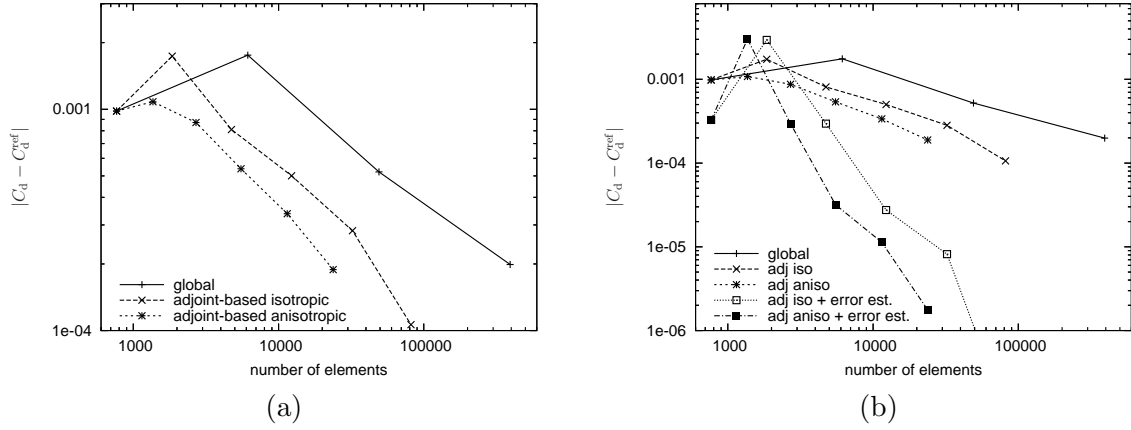 0.001
1e-04
1000
10000
100000
|C_d − C_d^ref|
number of elements
global
adjoint-based isotropic
adjoint-based anisotropic
(a)
0.001
1e-04
1e-05
1e-06
1000
10000
100000
|C_d − C_d^ref|
number of elements
global
adj iso
adj aniso
adj iso + error est.
adj aniso + error est.
(b)